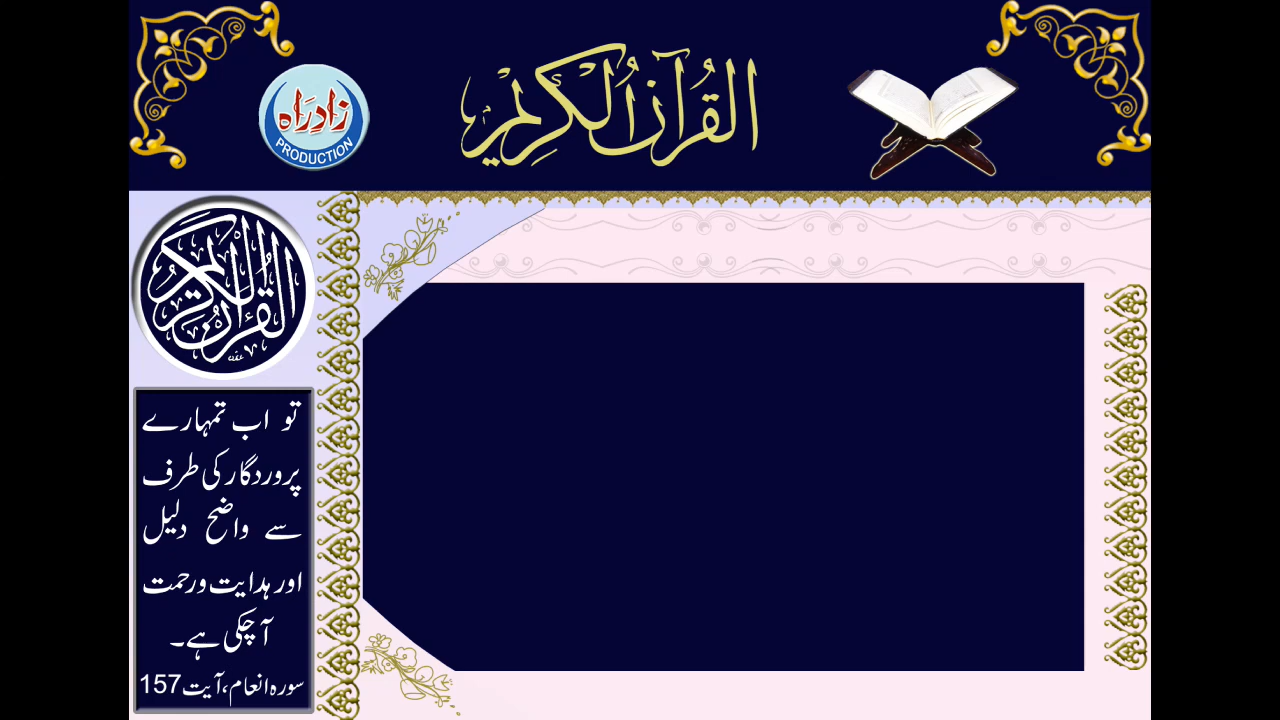 القرآن الكريم
زادِ راہ
PRODUCTION
القرآن الكريم
تو اب تمہارے
پروردگار کی طرف
سے واضح دلیل
اور ہدایت ورحمت
آ چکی ہے۔
سورہ انعام، آیت 157